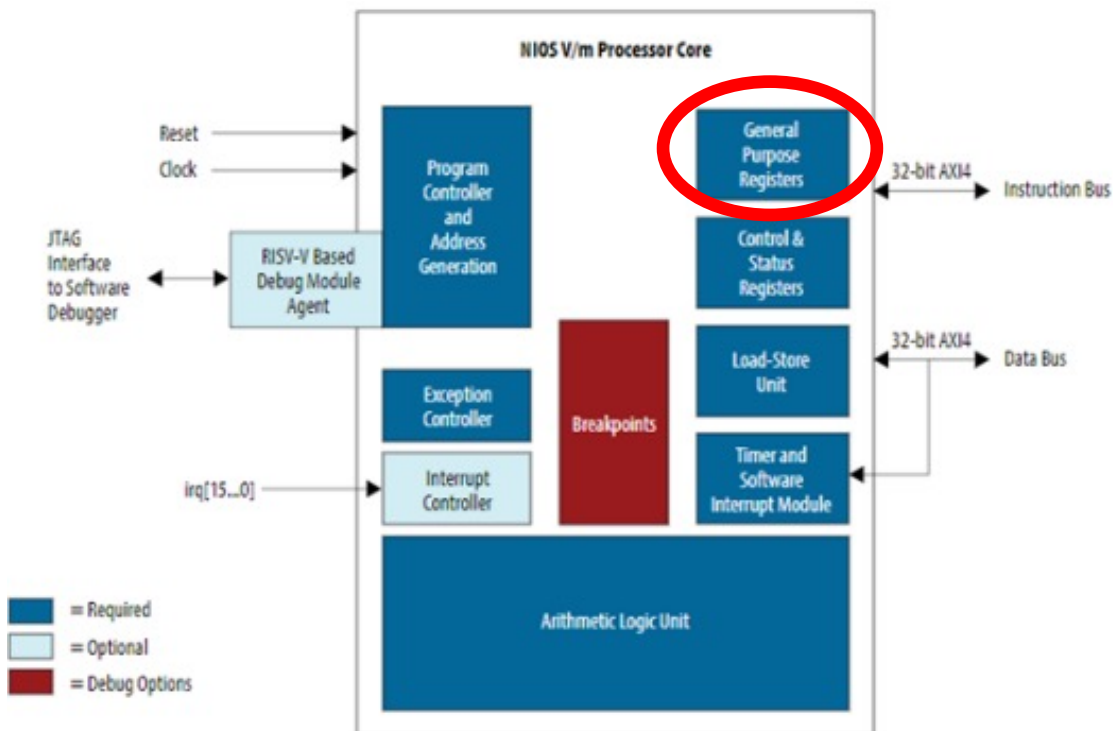 NIOS V/m Processor Core
Reset
Clock
Program
Controller
and
Address
Generation
General
Purpose
Registers
32-bit AXI4
Instruction Bus
JTAG
Interface
to Software
Debugger
RISV-V Based
Debug Module
Agent
Control &
Status
Registers
32-bit AXI4
Data Bus
Load-Store
Unit
Exception
Controller
Breakpoints
irq[15...0]
Interrupt
Controller
Timer and
Software
Interrupt Module
Arithmetic Logic Unit
= Required
= Optional
= Debug Options